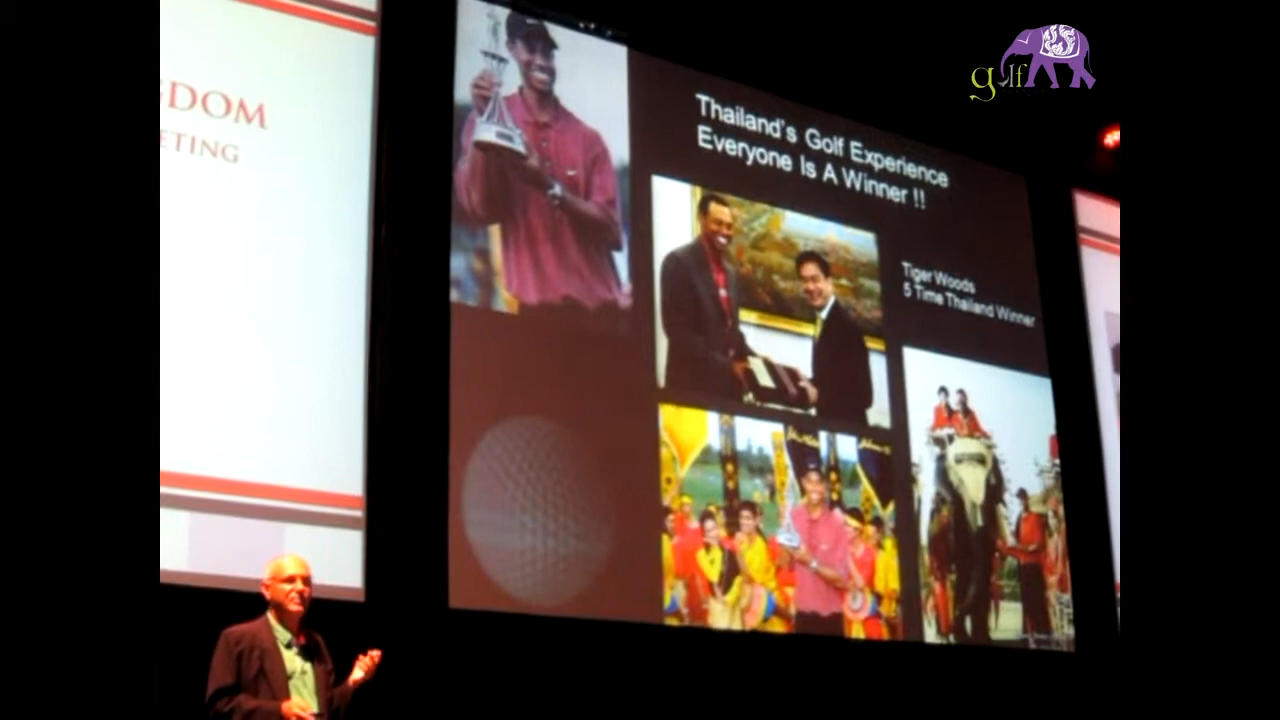 GDOM
ETING
golf
Thailand's Golf Experience
Everyone Is A Winner !!
Tiger Woods
5 Time Thailand Winner